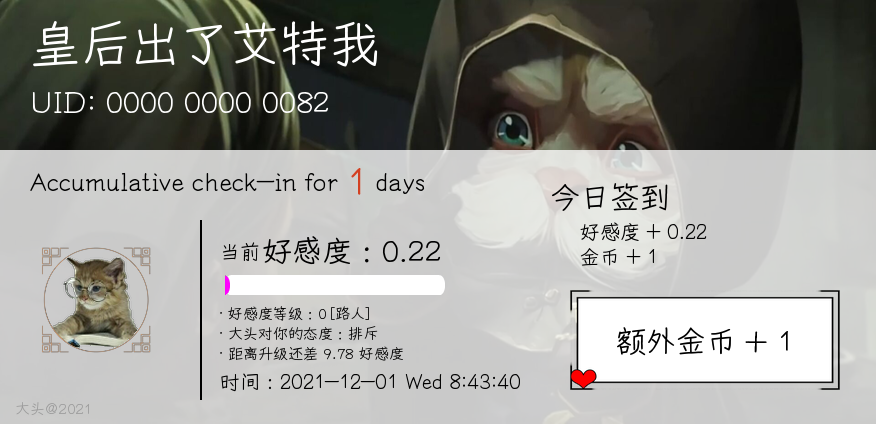 皇后出了艾特我
UID: 0000 0000 0082
Accumulative check-in for 1 days
当前好感度：0.22
· 好感度等级：0 [路人]
· 大头对你的态度：排斥
· 距离升级还差 9.78 好感度
时间：2021-12-01 Wed 8:43:40
今日签到
好感度 + 0.22
金币 + 1
额外金币 + 1
大头@2021